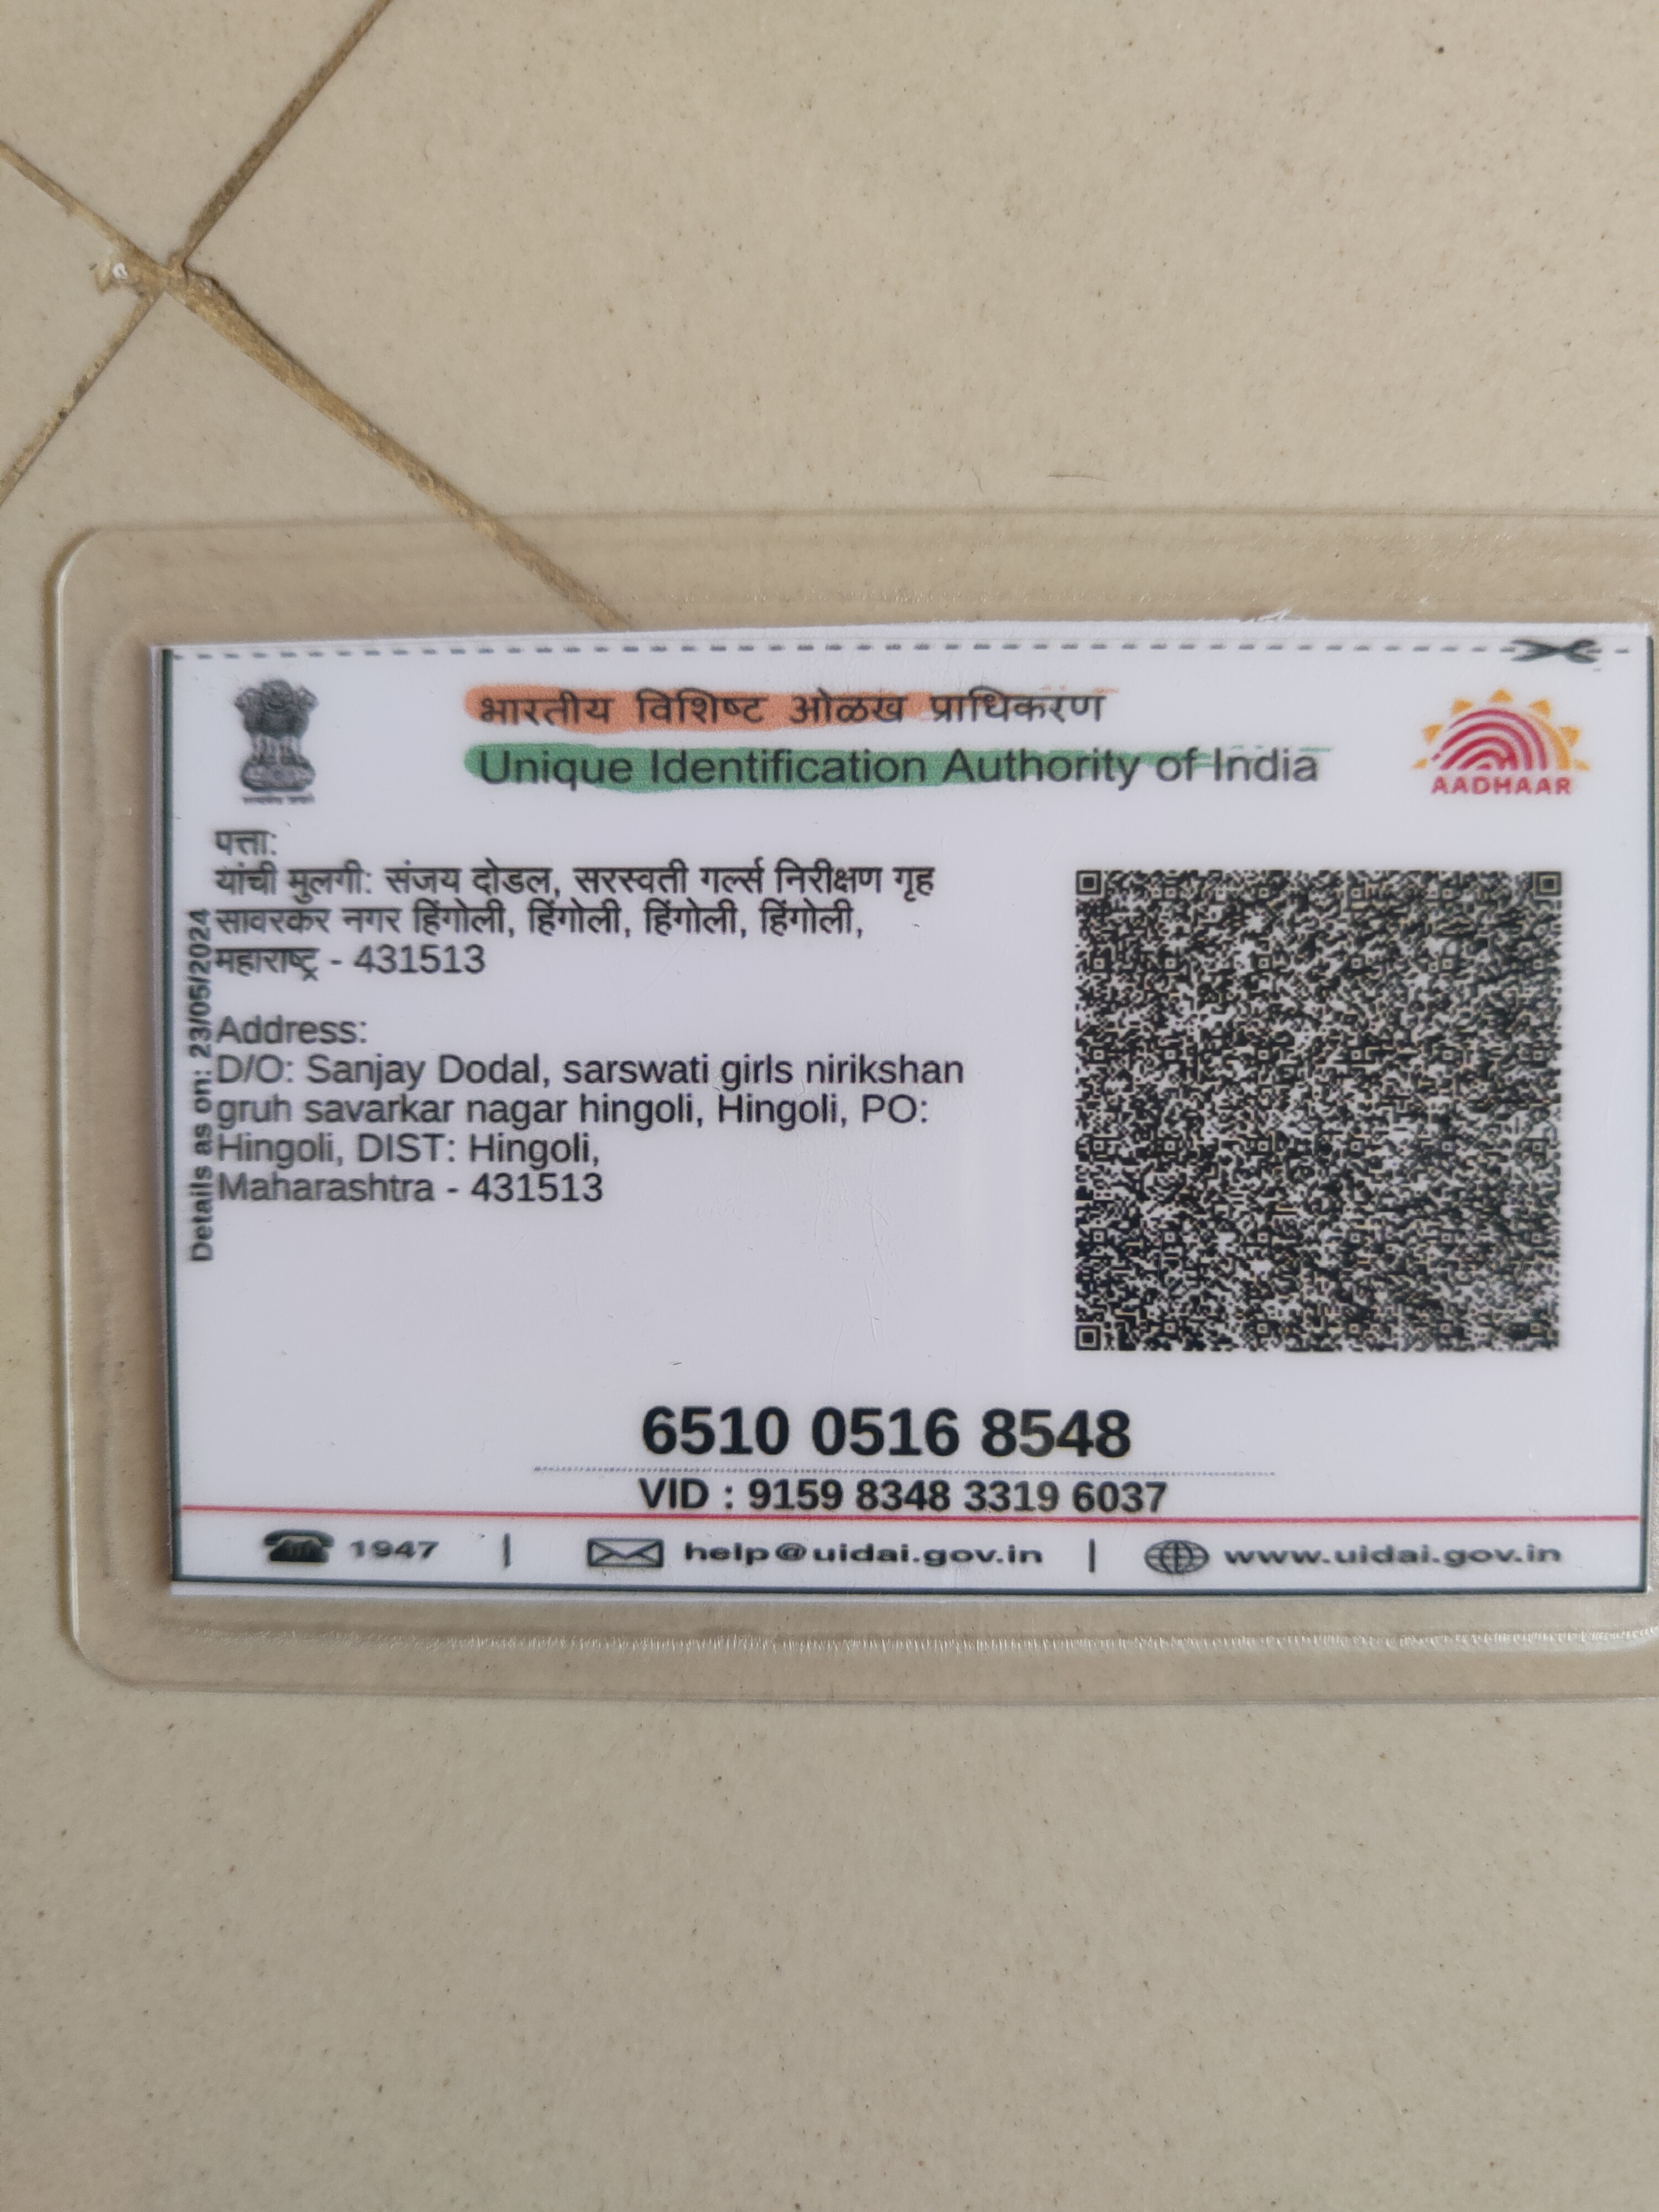 भारतीय विशिष्ट ओळख प्राधिकरण
Unique Identification Authority of India
AADHAAR
पत्ता:
यांची मुलगी: संजय दोडल, सरस्वती गर्ल्स निरीक्षण गृह
सावरकर नगर हिंगोली, हिंगोली, हिंगोली, हिंगोली,
महाराष्ट्र - 431513
Address:
D/O: Sanjay Dodal, sarswati girls nirikshan
gruh savarkar nagar hingoli, Hingoli, PO:
Hingoli, DIST: Hingoli,
Maharashtra - 431513
Details as on: 23/05/2024
6510 0516 8548
VID : 9159 8348 3319 6037
1947 | help@uidai.gov.in | www.uidai.gov.in